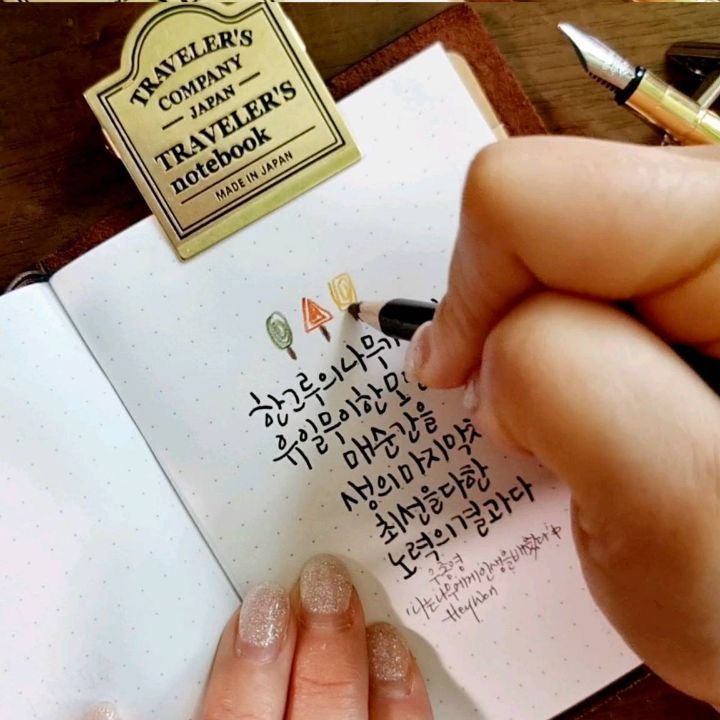 TRAVELER'S
COMPANY
JAPAN
TRAVELER'S
notebook
MADE IN JAPAN
한그루의나무가
유일무이한
매순간을
생의마지막
최선을다한
노력의결과다
우종영
'나는나무에게인생을배웠다'中
HeyWon